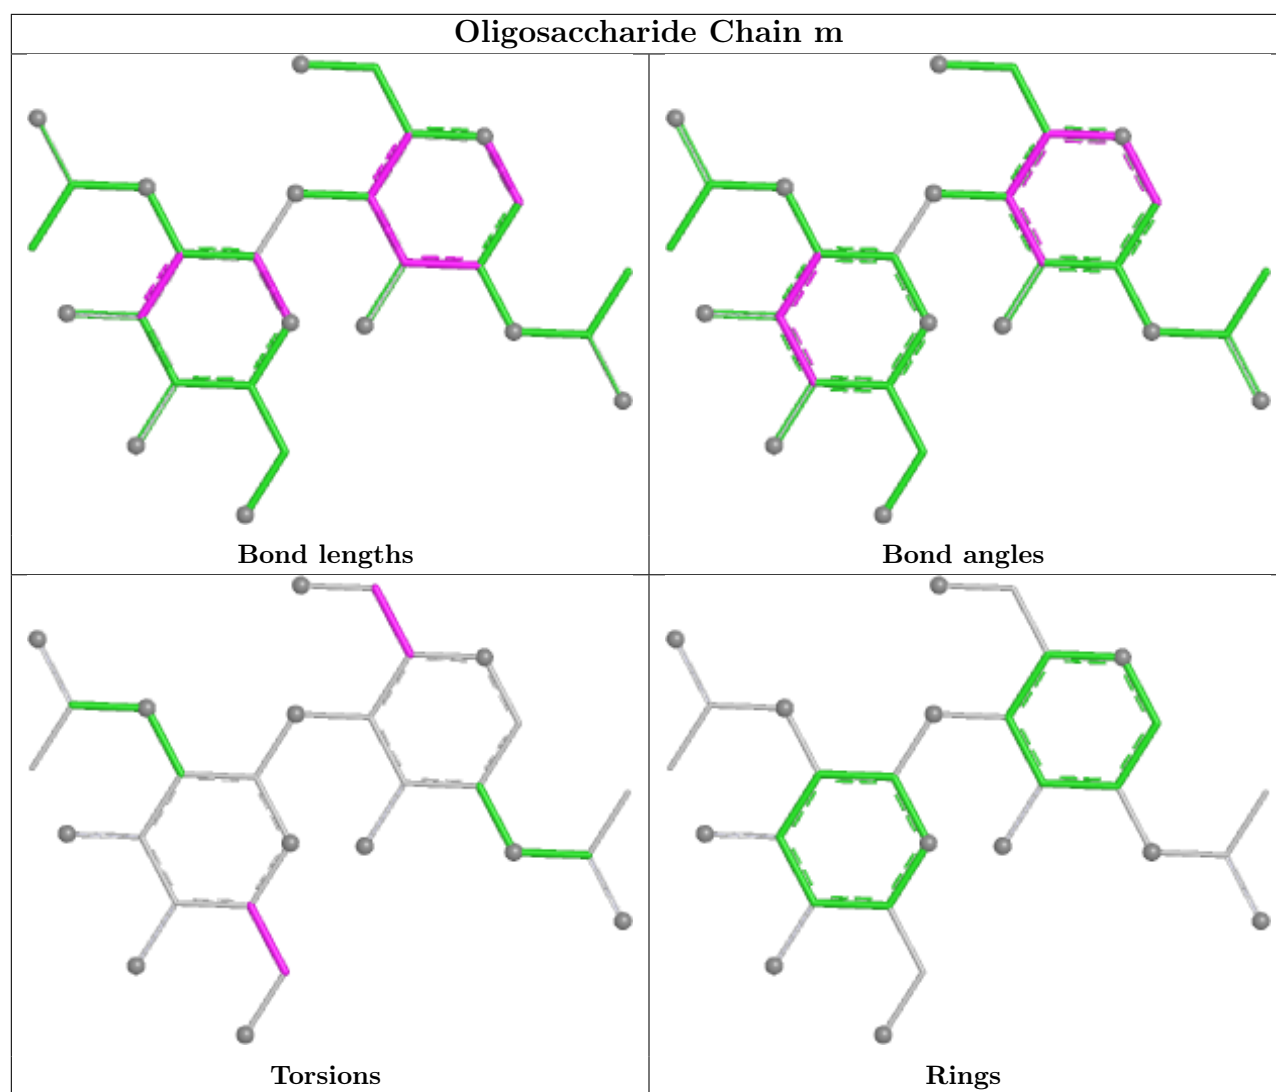 Oligosaccharide Chain m
Bond lengths
Bond angles
Torsions
Rings